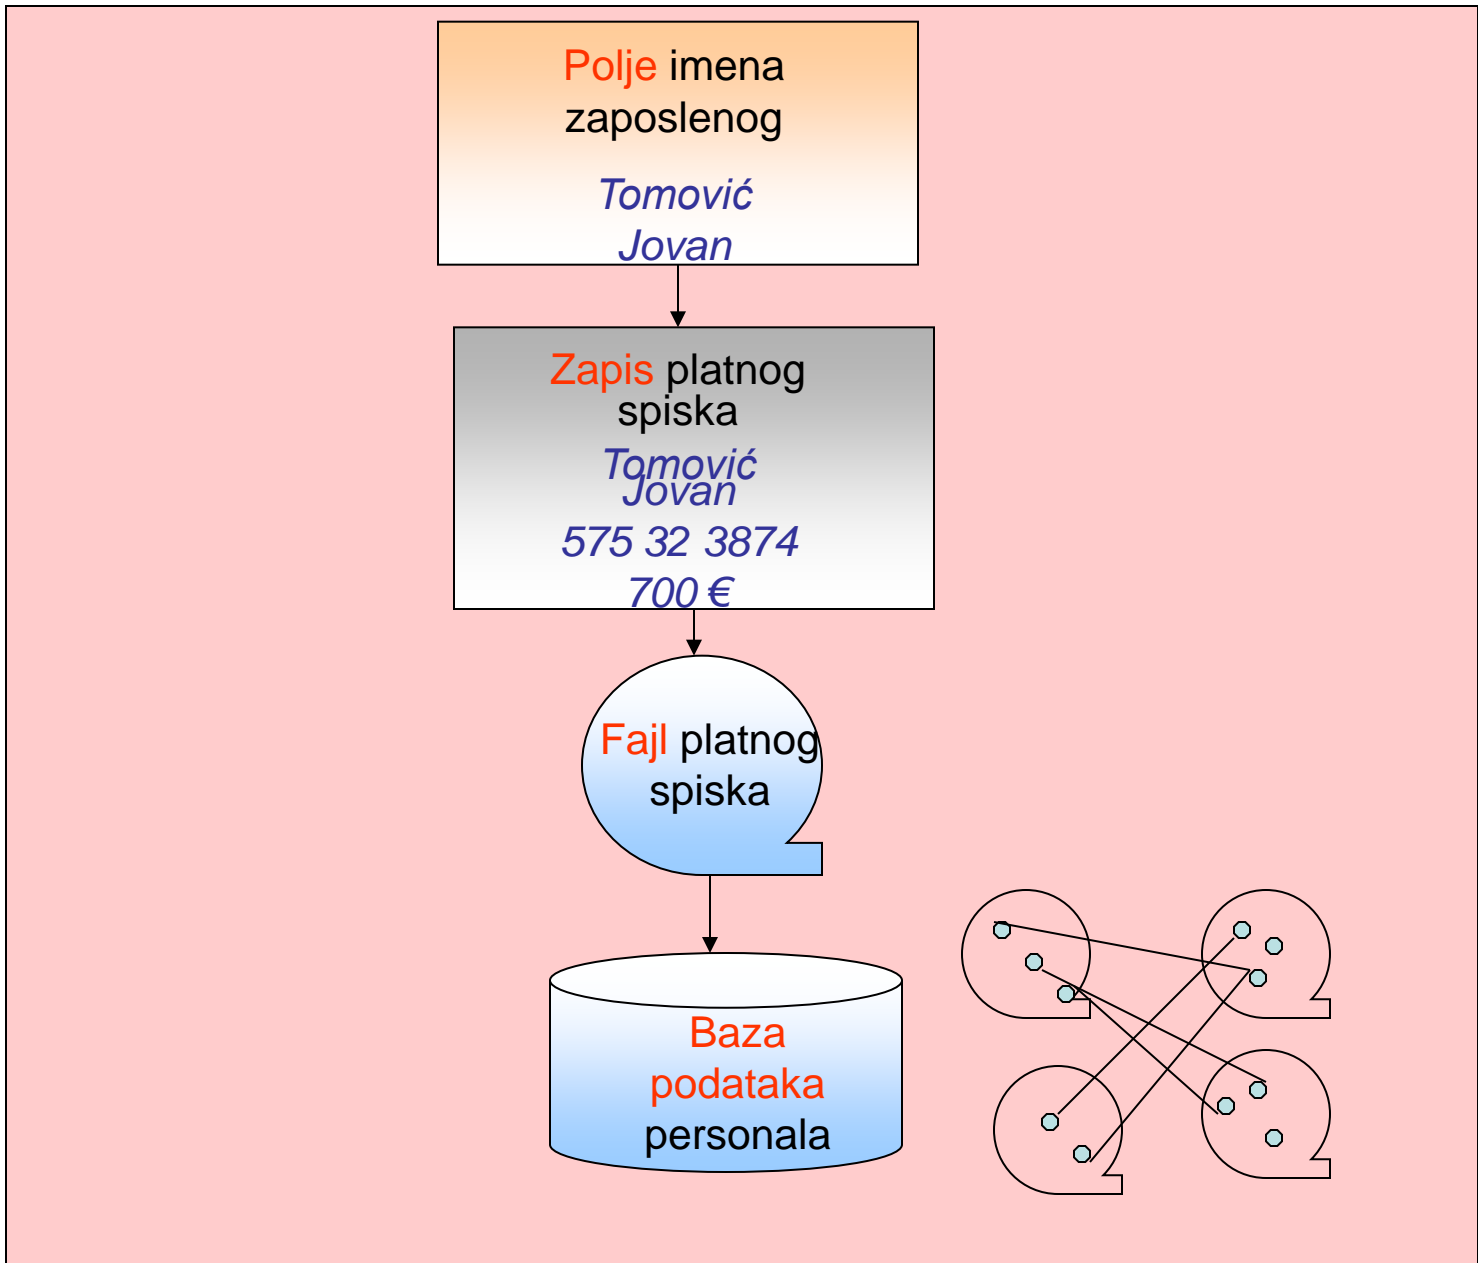 Polje imena
zaposlenog
Tomović
Jovan
Zapis platnog
spiska
Tomović
Jovan
575 32 3874
700 €
Fajl platnog
spiska
Baza
podataka
personala